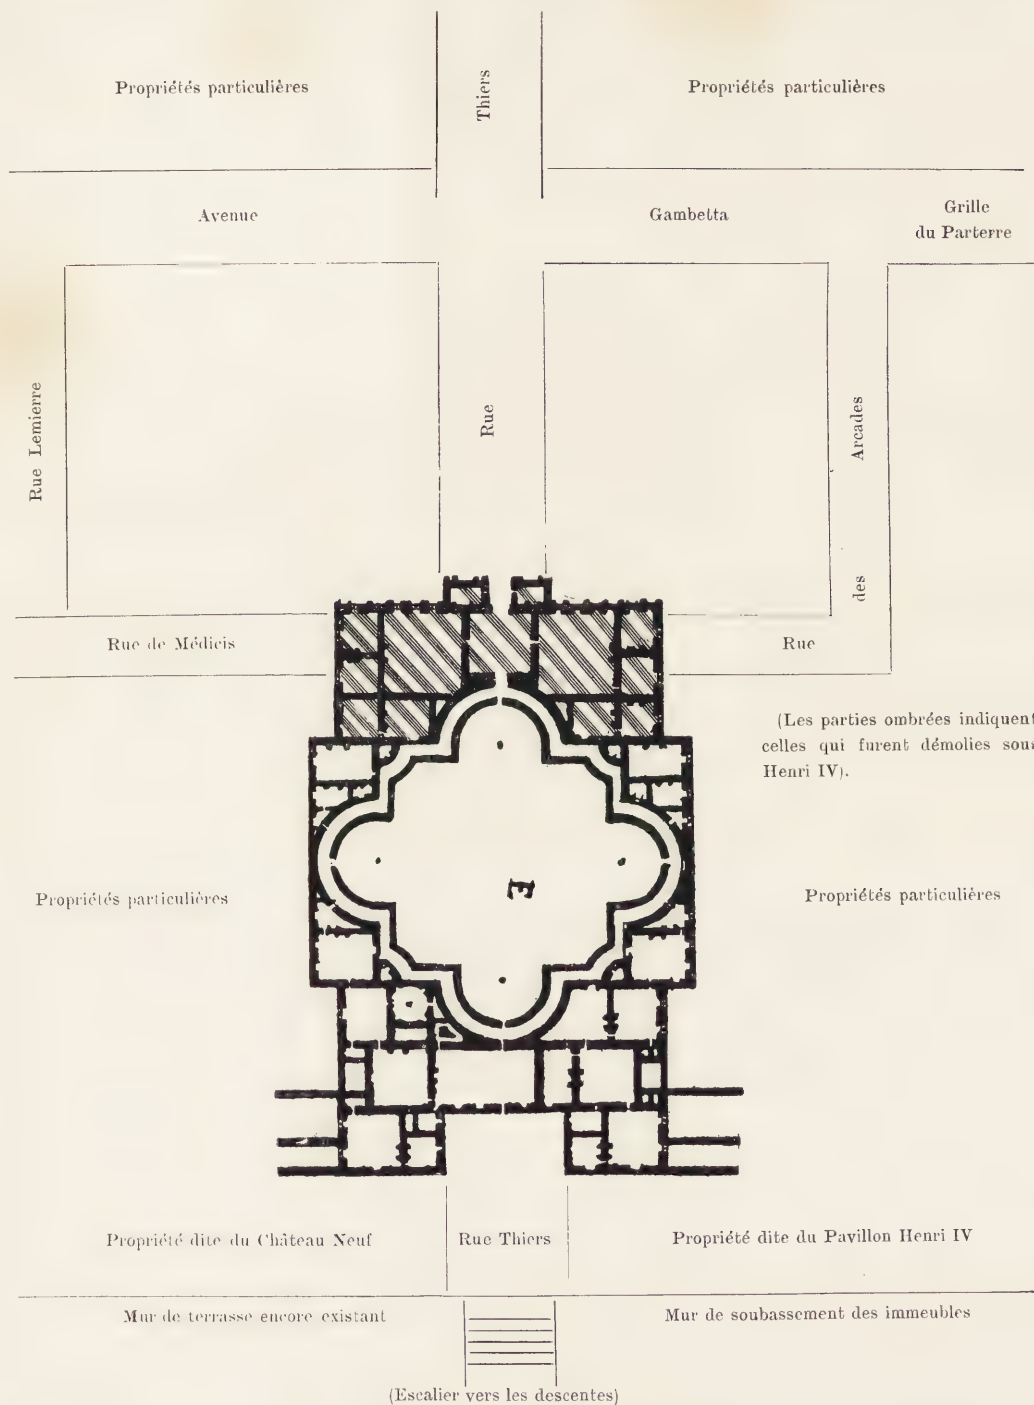 Propriétés particulières
Thiers
Propriétés particulières
Avenue
Gambetta
Grille
du Parterre
Rue Lemierre
Rue
Arcades
des
Rue de Médicis
Rue
(Les parties ombrées indiquent
celles qui furent démolies sous
Henri IV).
Propriétés particulières
E
Propriétés particulières
Propriété dite du Château Neuf
Rue Thiers
Propriété dite du Pavillon Henri IV
Mur de terrasse encore existant
Mur de soubassement des immeubles
(Escalier vers les descentes)